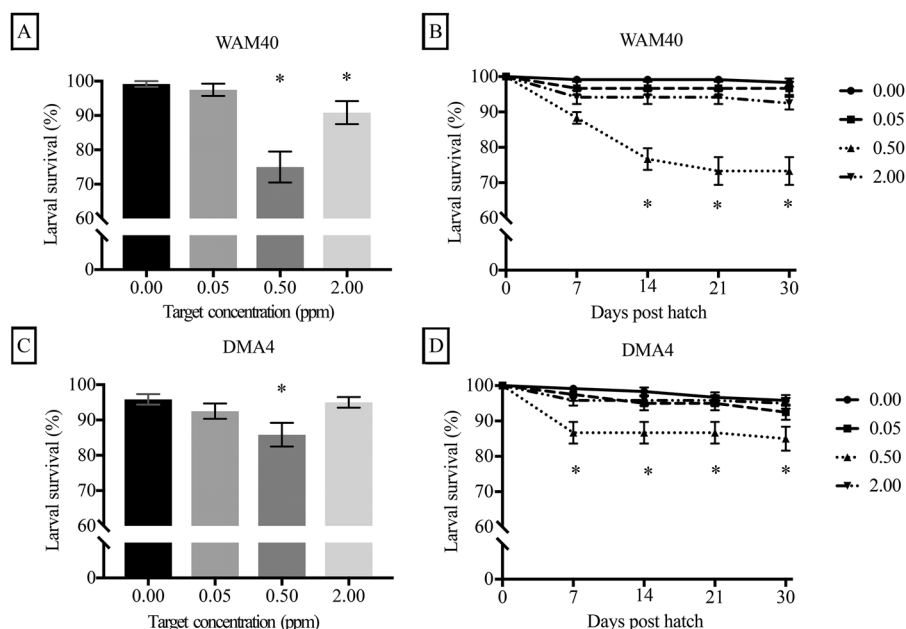 A
WAM40
Larval survival (%)
100
90
80
70
60
0
*
*
0.00 0.05 0.50 2.00
Target concentration (ppm)
B
WAM40
Larval survival (%)
100
90
80
70
60
0
* * *
0 7 14 21 30
Days post hatch
0.00
0.05
0.50
2.00
C
DMA4
Larval survival (%)
100
90
80
70
60
0
*
0.00 0.05 0.50 2.00
Target concentration (ppm)
D
DMA4
Larval survival (%)
100
90
80
70
60
0
* * * *
0 7 14 21 30
Days post hatch
0.00
0.05
0.50
2.00